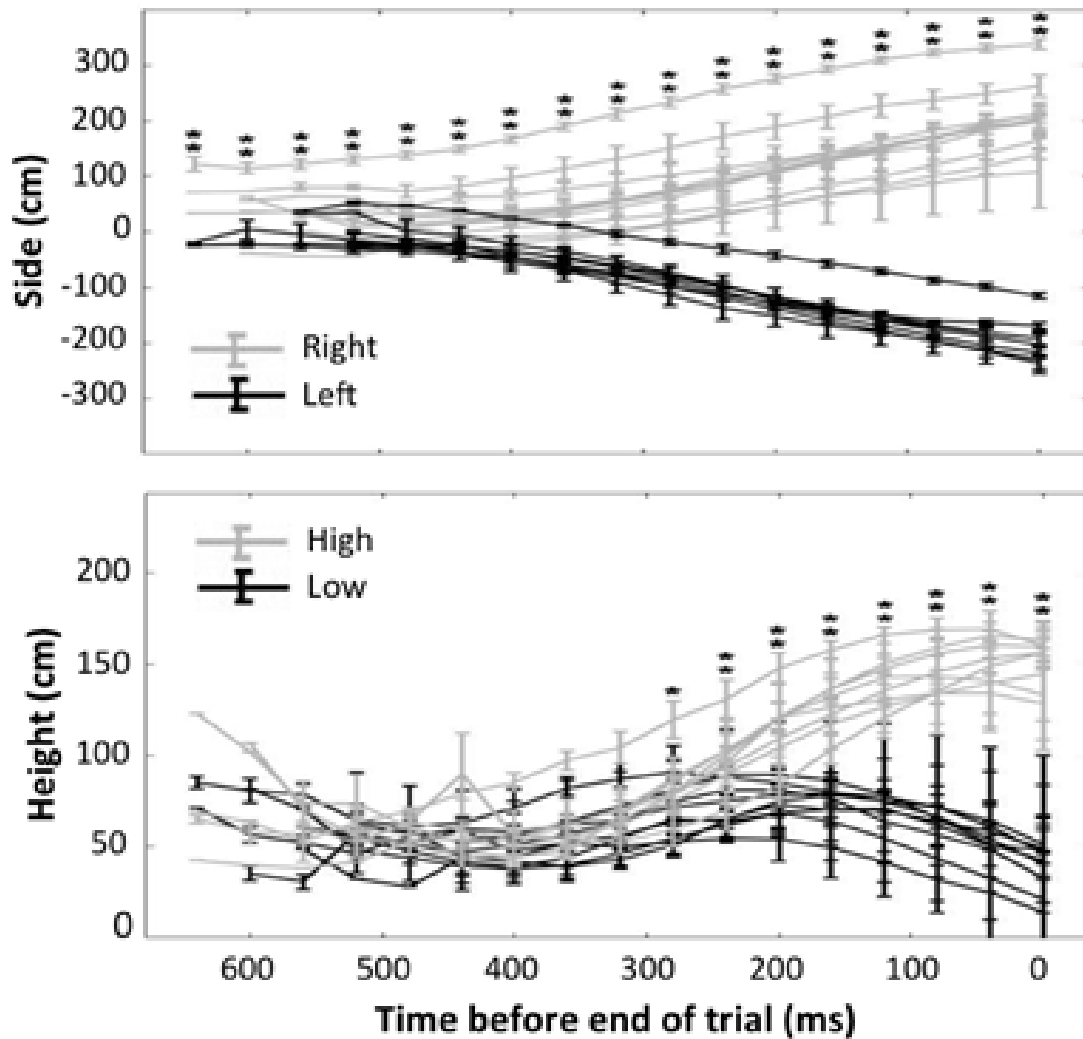 Side (cm)
300
200
100
0
-100
-200
-300
Right
Left
** ** ** ** ** ** ** ** ** ** ** ** ** ** ** ** **
Height (cm)
200
150
100
50
0
High
Low
* ** ** ** ** ** ** **
600 500 400 300 200 100 0
Time before end of trial (ms)